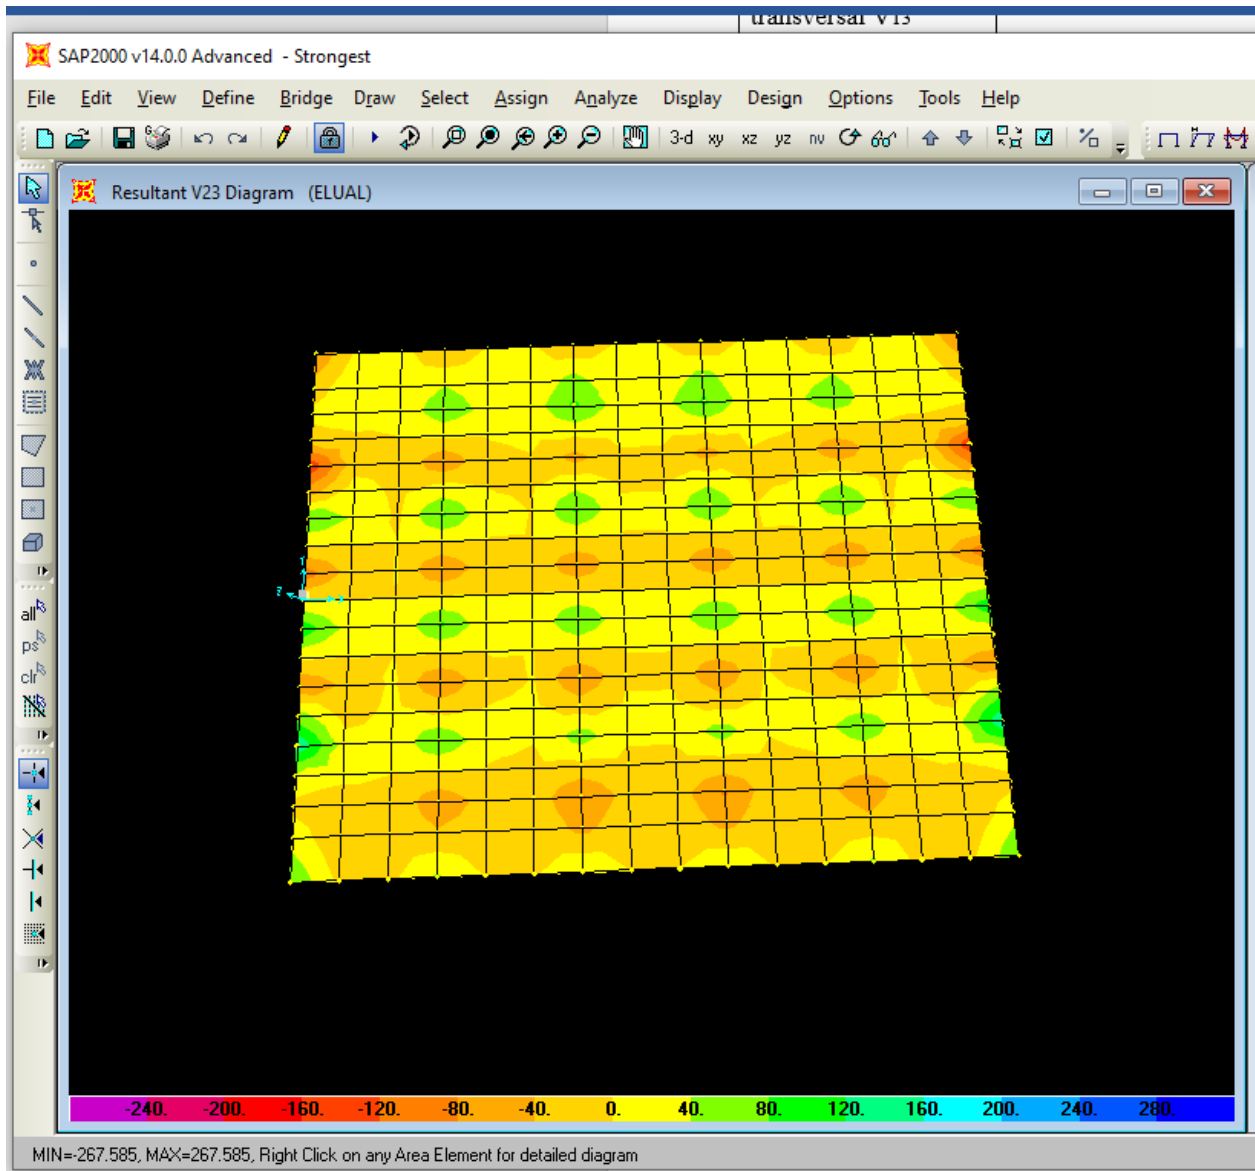 transversal V13
SAP2000 v14.0.0 Advanced - Strongest
File Edit View Define Bridge Draw Select Assign Analyze Display Design Options Tools Help
3-d xy xz yz nv
Resultant V23 Diagram (ELUAL)
all
ps
clr
-240. -200. -160. -120. -80. -40. 0. 40. 80. 120. 160. 200. 240. 280.
MIN=-267.585, MAX=267.585, Right Click on any Area Element for detailed diagram